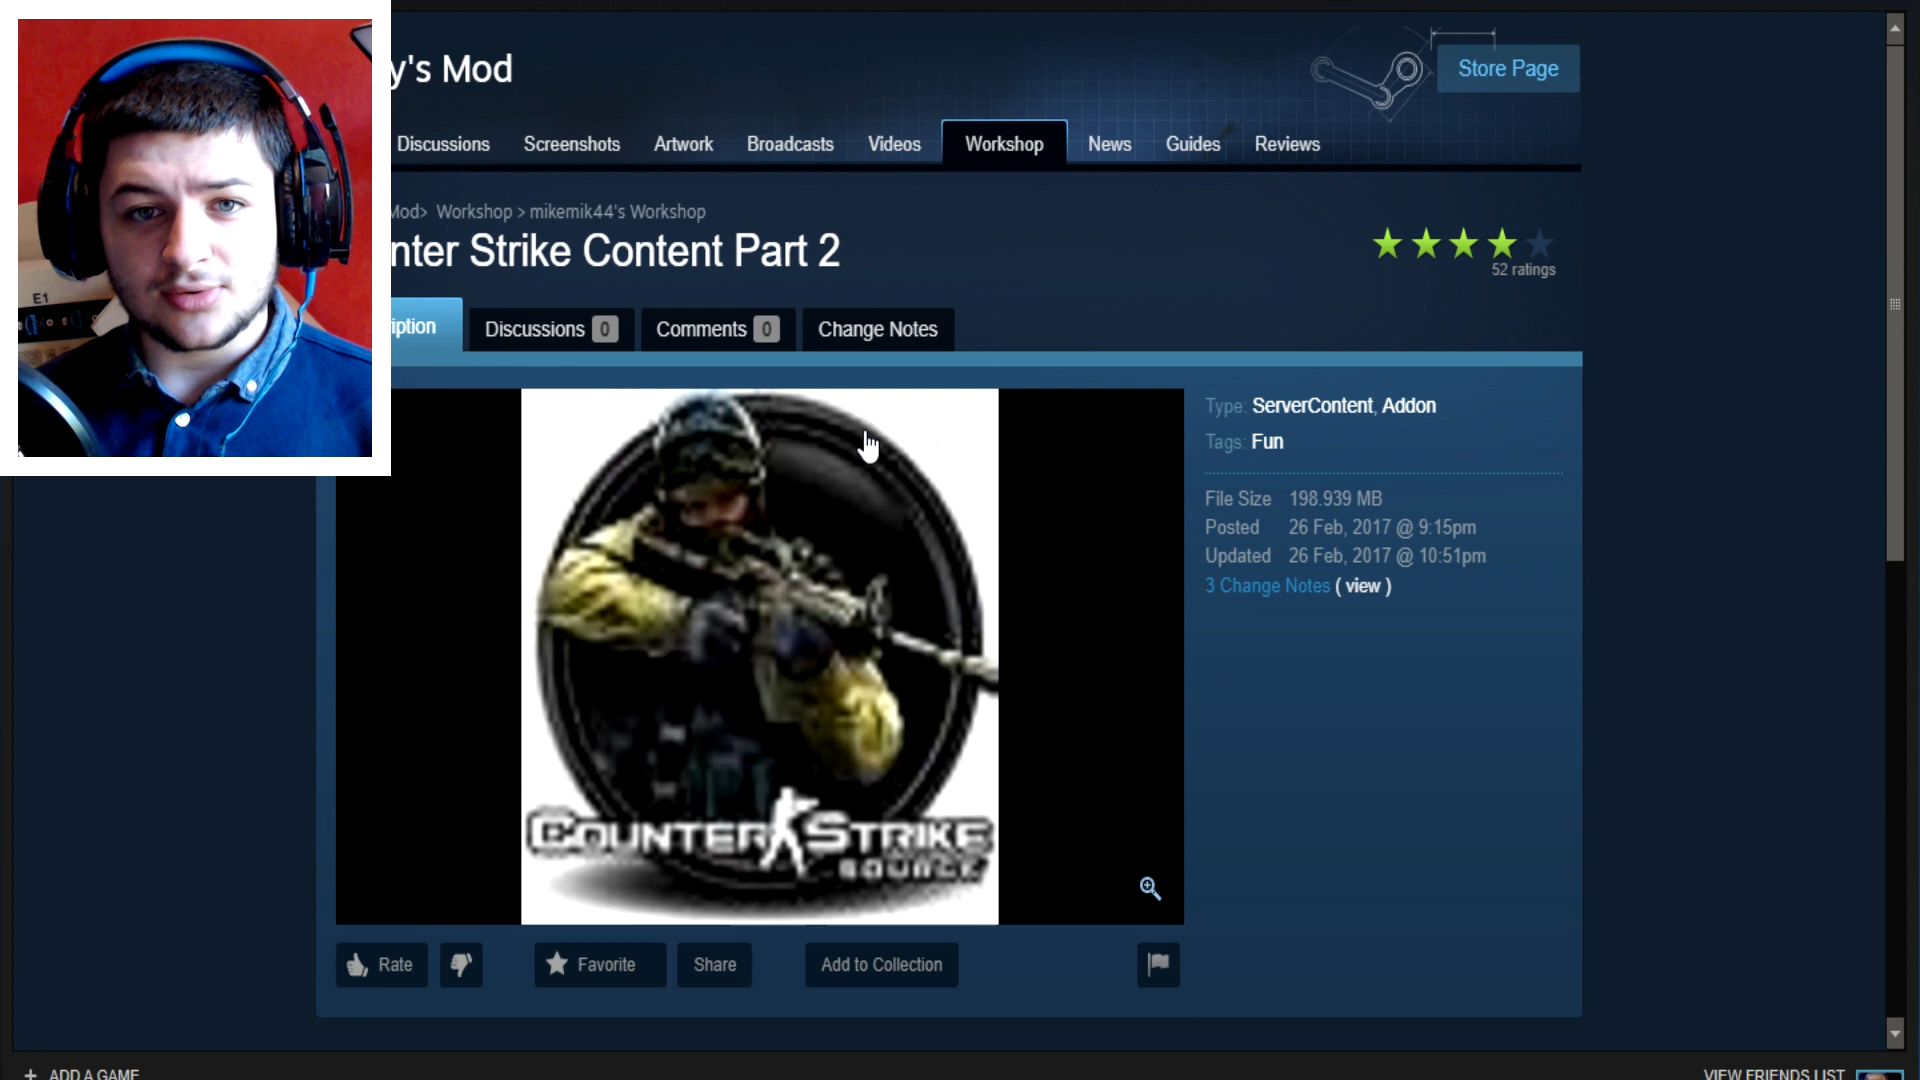 y's Mod
Store Page
Discussions
Screenshots
Artwork
Broadcasts
Videos
Workshop
News
Guides
Reviews
Mod> Workshop > mikemik44's Workshop
nter Strike Content Part 2
52 ratings
iption
Discussions 0
Comments 0
Change Notes
E1
Type: ServerContent, Addon
Tags: Fun
File Size 198.939 MB
Posted 26 Feb, 2017 @ 9:15pm
Updated 26 Feb, 2017 @ 10:51pm
3 Change Notes ( view )
COUNTER STRIKE
SOURCE
Rate
Favorite
Share
Add to Collection
+ ADD A GAME
VIEW FRIENDS LIST